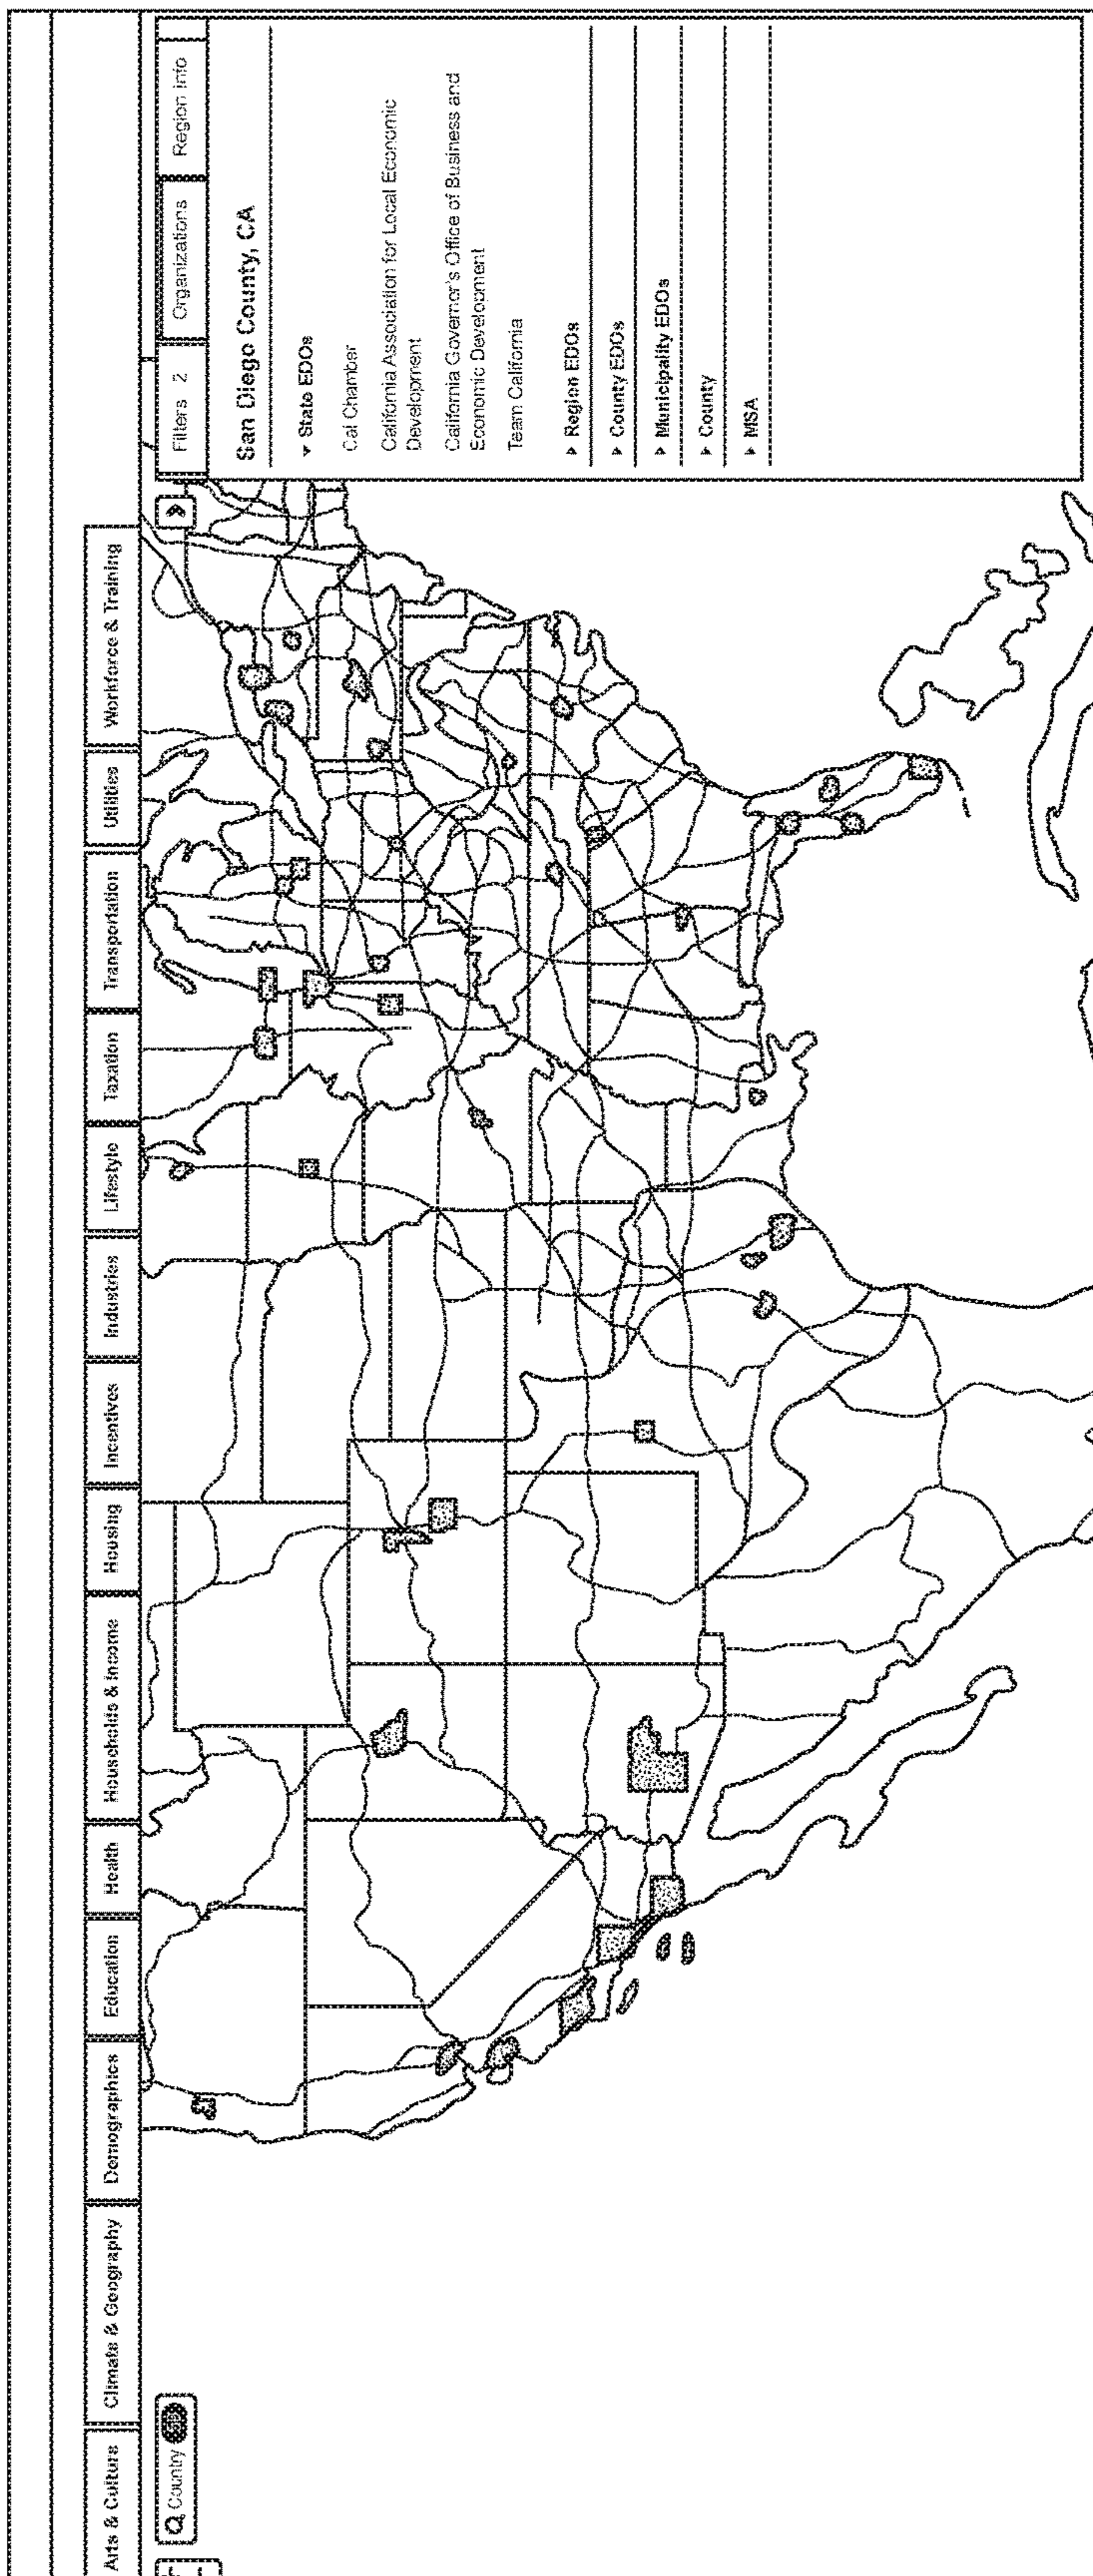 Arts & Culture
Climate & Geography
Demographics
Education
Health
Households & Income
Housing
Incentives
Industries
Lifestyle
Taxation
Transportation
Utilities
Workforce & Training
Country
Filters 2
Organizations
Region Info
San Diego County, CA
▼ State EDOs
Cal Chamber
California Association for Local Economic
Development
California Governor's Office of Business and
Economic Development
Team California
▸ Region EDOs
▸ County EDOs
▸ Municipality EDOs
▸ County
▸ MSA